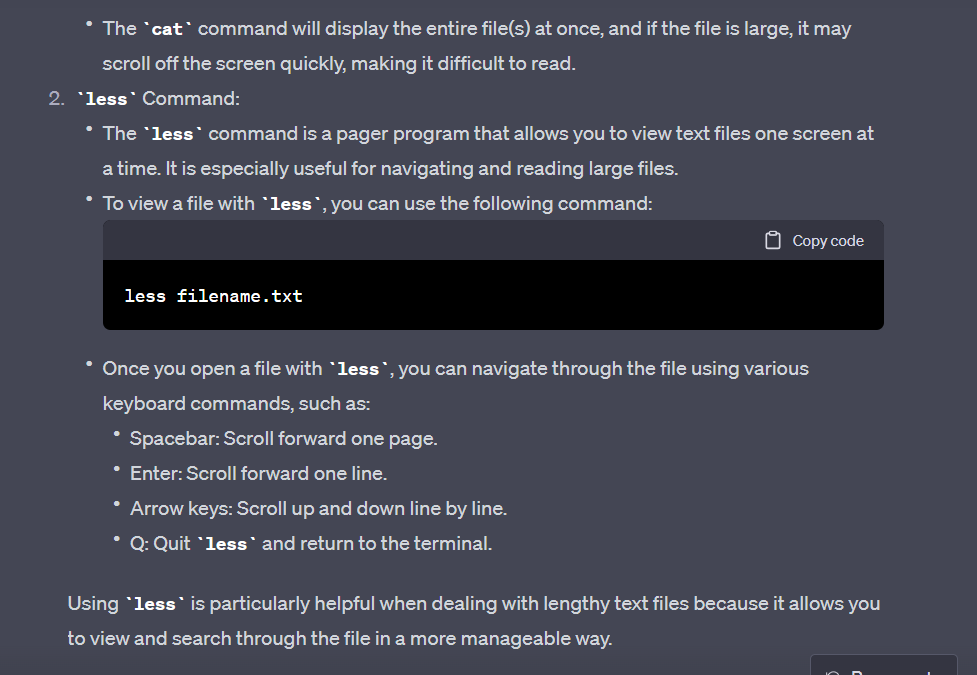 • The `cat` command will display the entire file(s) at once, and if the file is large, it may
scroll off the screen quickly, making it difficult to read.
2. `less` Command:
• The `less` command is a pager program that allows you to view text files one screen at
a time. It is especially useful for navigating and reading large files.
• To view a file with `less`, you can use the following command:
Copy code
less filename.txt
• Once you open a file with `less`, you can navigate through the file using various
keyboard commands, such as:
• Spacebar: Scroll forward one page.
• Enter: Scroll forward one line.
• Arrow keys: Scroll up and down line by line.
• Q: Quit `less` and return to the terminal.
Using `less` is particularly helpful when dealing with lengthy text files because it allows you
to view and search through the file in a more manageable way.